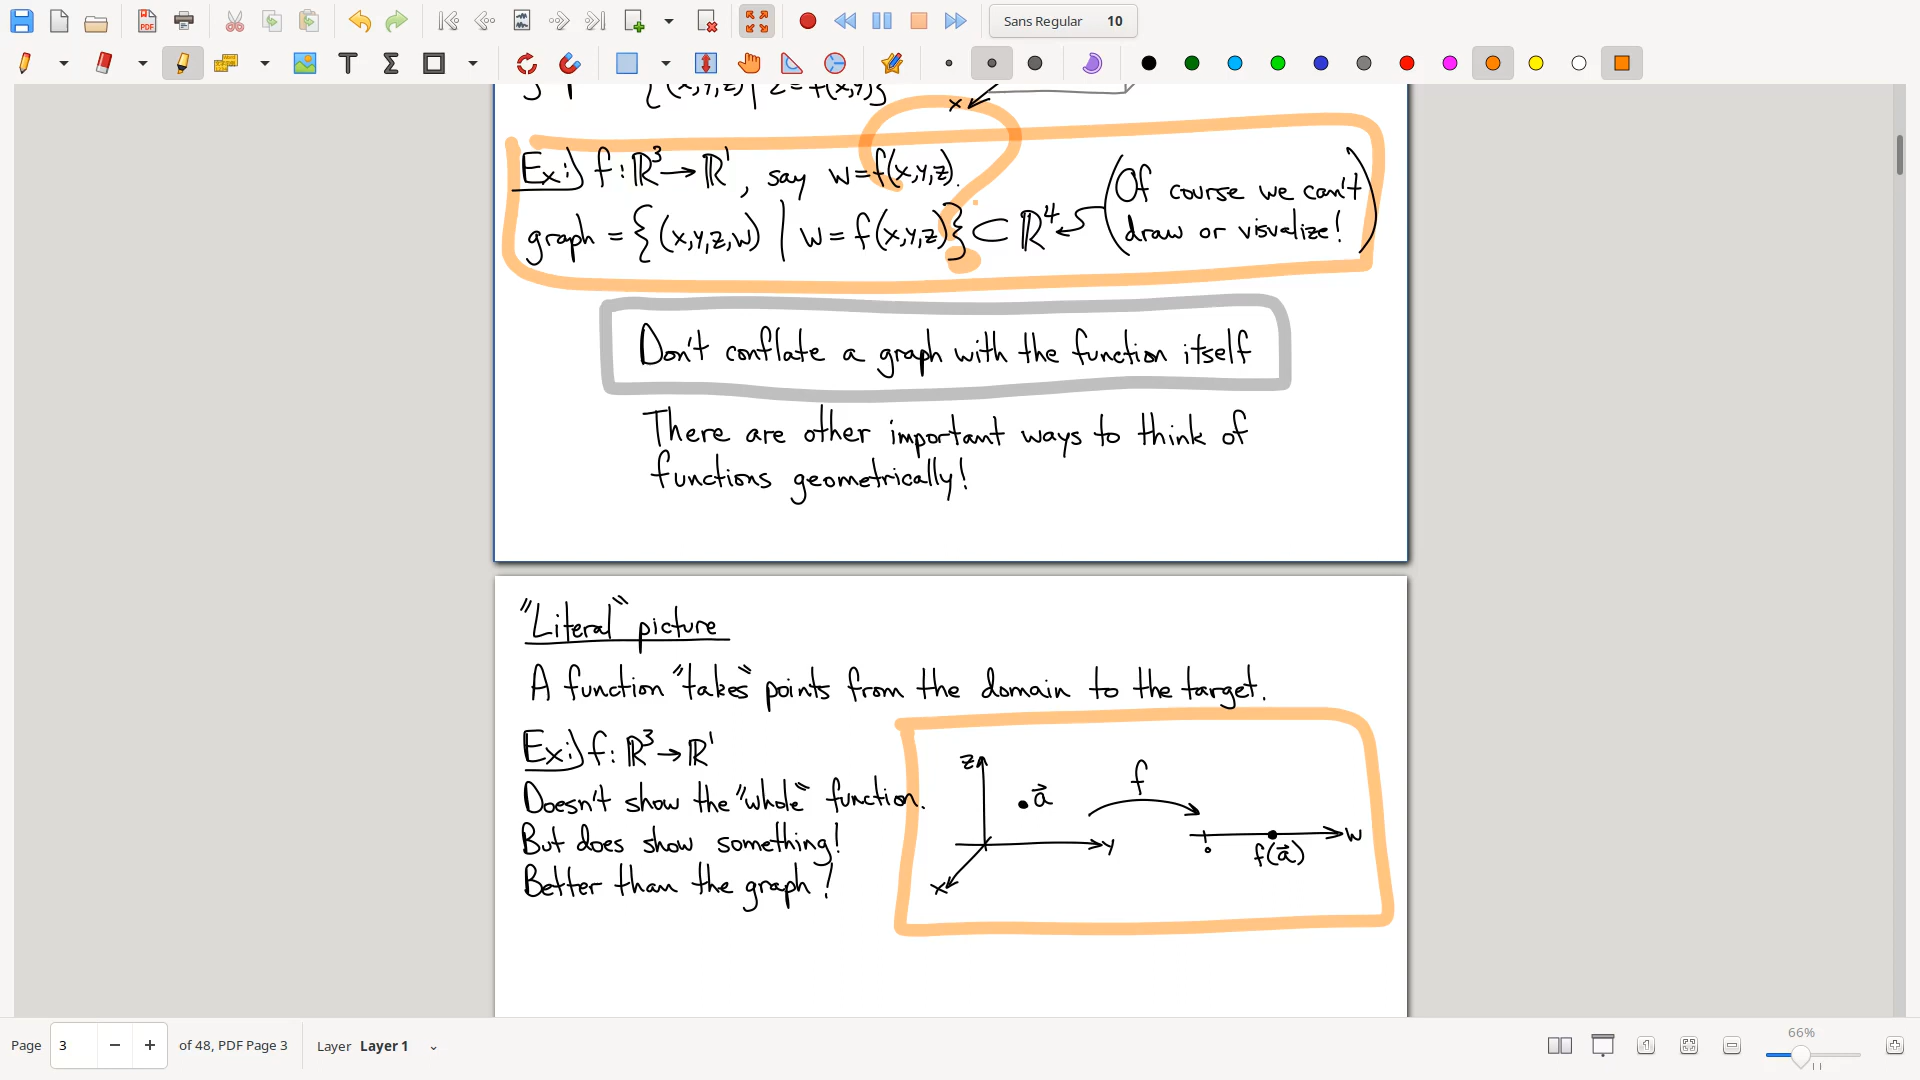 Sans Regular 10
{(x,y,z) | z = f(x,y)}
x
Ex:) f: ℝ³ → ℝ¹, say w = f(x,y,z).
graph = {(x,y,z,w) | w = f(x,y,z)} ⊂ ℝ⁴
(Of course we can't
draw or visualize!)
Don't conflate a graph with the function itself
There are other important ways to think of
functions geometrically!
"Literal" picture
A function "takes" points from the domain to the target.
Ex:) f: ℝ³ → ℝ¹
Doesn't show the "whole" function.
But does show something!
Better than the graph!
z
a⃗
f
y
x
0
f(a⃗)
w
Page 3 of 48, PDF Page 3 Layer Layer 1
66%